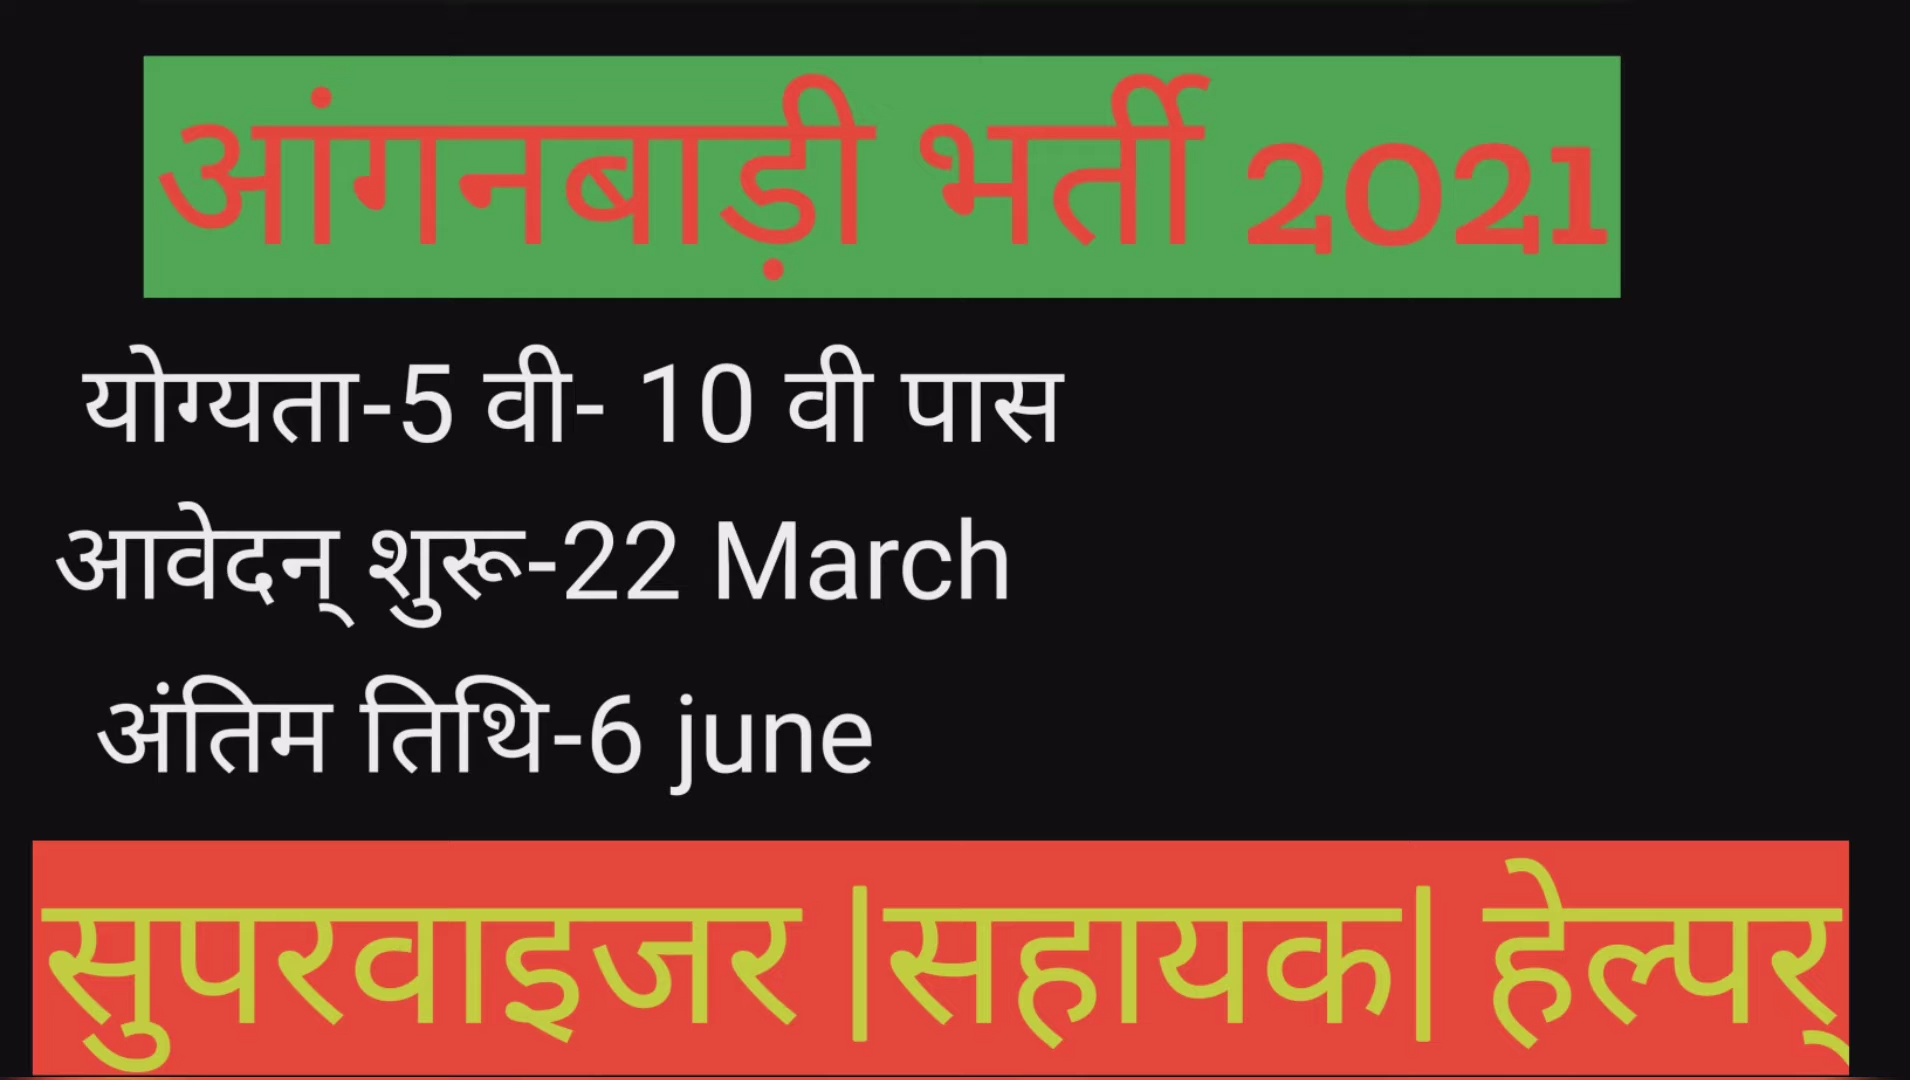 आंगनबाड़ी भर्ती 2021
योग्यता-5 वी- 10 वी पास
आवेदन् शुरू-22 March
अंतिम तिथि-6 june
सुपरवाइजर |सहायक| हेल्पर्